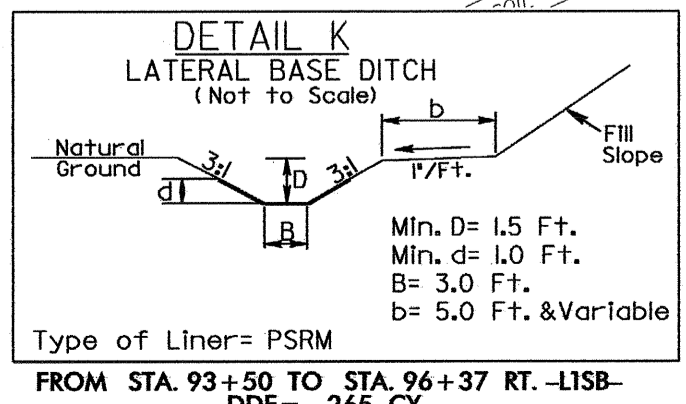 DETAIL K
LATERAL BASE DITCH
(Not to Scale)
b
Natural
Ground
3:1
D
3:1
1"/Ft.
Fill
Slope
d
B
Min. D= 1.5 Ft.
Min. d= 1.0 Ft.
B= 3.0 Ft.
b= 5.0 Ft. &Variable
Type of Liner= PSRM
FROM STA. 93+50 TO STA. 96+37 RT. -L1SB-
DDE= 265 CY